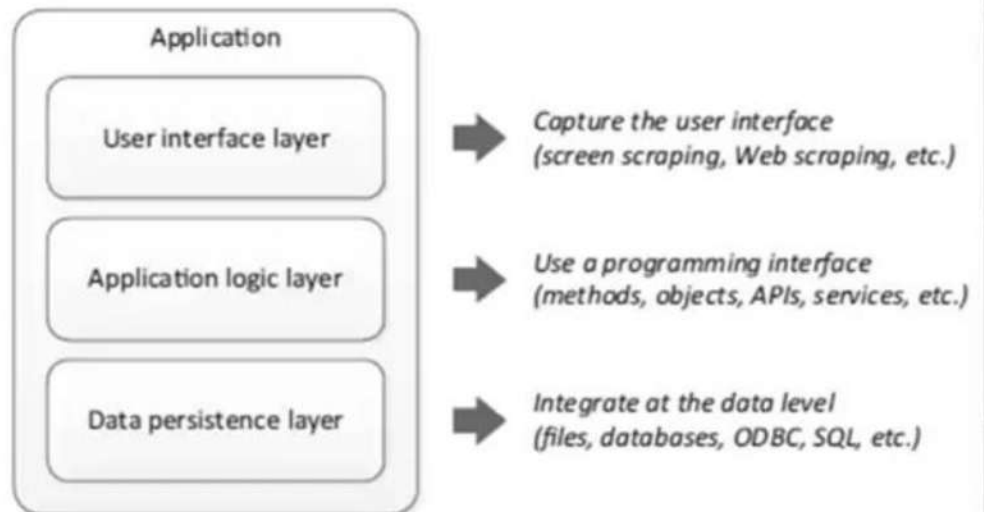 Application
User interface layer
Capture the user interface
(screen scraping, Web scraping, etc.)
Application logic layer
Use a programming interface
(methods, objects, APIs, services, etc.)
Data persistence layer
Integrate at the data level
(files, databases, ODBC, SQL, etc.)